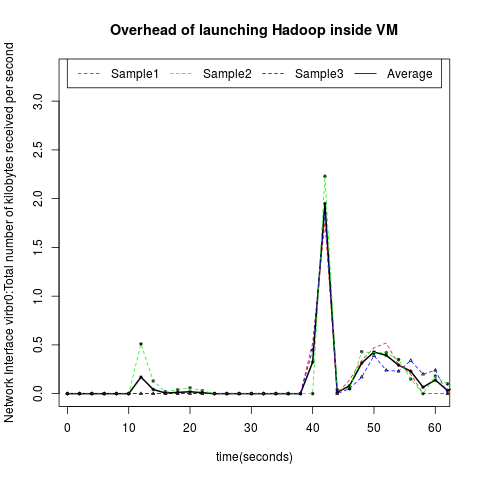 Overhead of launching Hadoop inside VM
Sample1 Sample2 Sample3 Average
Network Interface virbr0:Total number of kilobytes received per second
3.0
2.5
2.0
1.5
1.0
0.5
0.0
0 10 20 30 40 50 60
time(seconds)